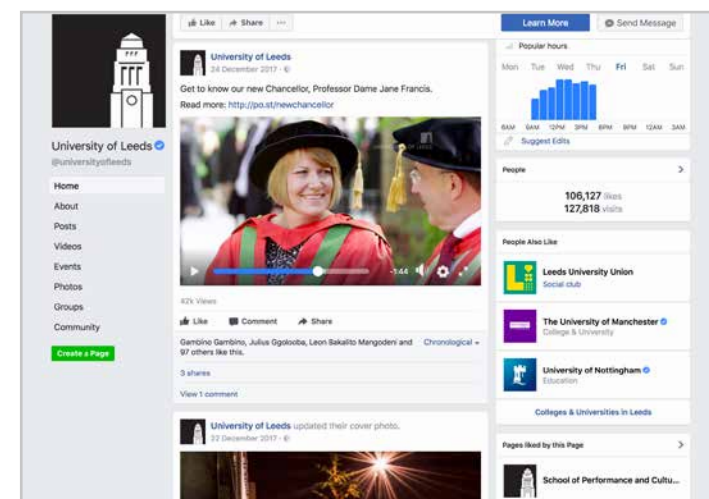 University of Leeds
@universityofleeds
Home
About
Posts
Videos
Events
Photos
Groups
Community
Create a Page
Like
Share
University of Leeds
24 December 2017
Get to know our new Chancellor, Professor Dame Jane Francis.
Read more: http://po.st/newchancellor
-1:44
42k Views
Like Comment Share
Gambino Gambino, Julius Ggolooba, Leon Bakalito Mangodeni and
97 others like this.
Chronological
3 shares
View 1 comment
University of Leeds updated their cover photo.
22 December 2017
Learn More
Send Message
Popular hours
Mon Tue Wed Thu Fri Sat Sun
6AM 9AM 12PM 3PM 6PM 9PM 12AM 3AM
Suggest Edits
People
106,127 likes
127,818 visits
People Also Like
Leeds University Union
Social club
The University of Manchester
College & University
University of Nottingham
Education
Colleges & Universities in Leeds
Pages liked by this Page
School of Performance and Cultu...